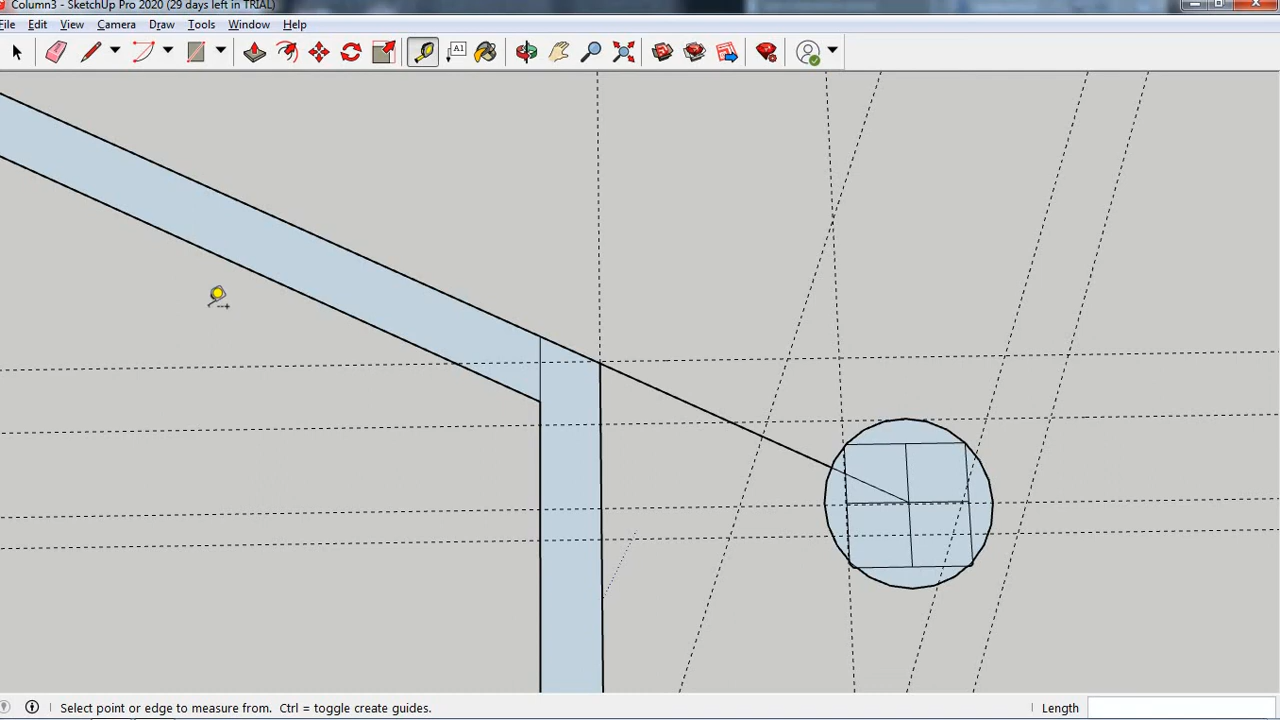 Column3 - SketchUp Pro 2020 (29 days left in TRIAL)
File Edit View Camera Draw Tools Window Help
A1
Select point or edge to measure from. Ctrl = toggle create guides. Length